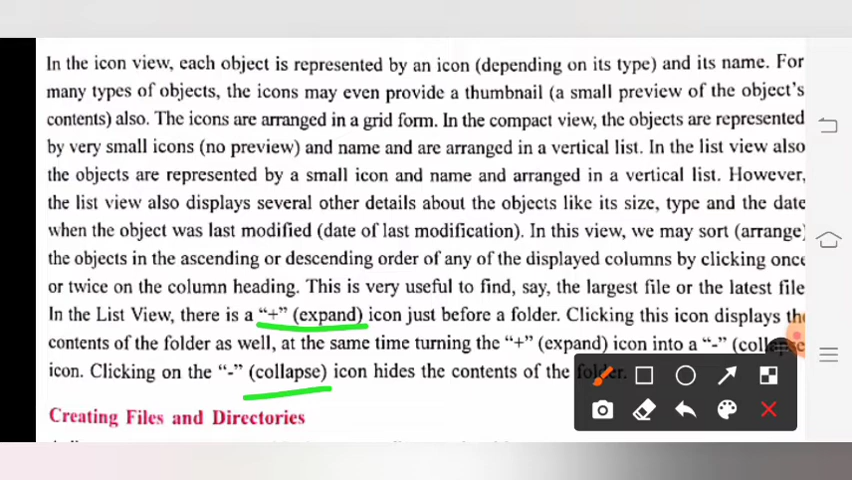 In the icon view, each object is represented by an icon (depending on its type) and its name. For
many types of objects, the icons may even provide a thumbnail (a small preview of the object's
contents) also. The icons are arranged in a grid form. In the compact view, the objects are represented
by very small icons (no preview) and name and are arranged in a vertical list. In the list view also
the objects are represented by a small icon and name and arranged in a vertical list. However,
the list view also displays several other details about the objects like its size, type and the date
when the object was last modified (date of last modification). In this view, we may sort (arrange)
the objects in the ascending or descending order of any of the displayed columns by clicking once
or twice on the column heading. This is very useful to find, say, the largest file or the latest file
In the List View, there is a “+” (expand) icon just before a folder. Clicking this icon displays the
contents of the folder as well, at the same time turning the “+” (expand) icon into a “-” (collapse
icon. Clicking on the “-” (collapse) icon hides the contents of the folder.
Creating Files and Directories